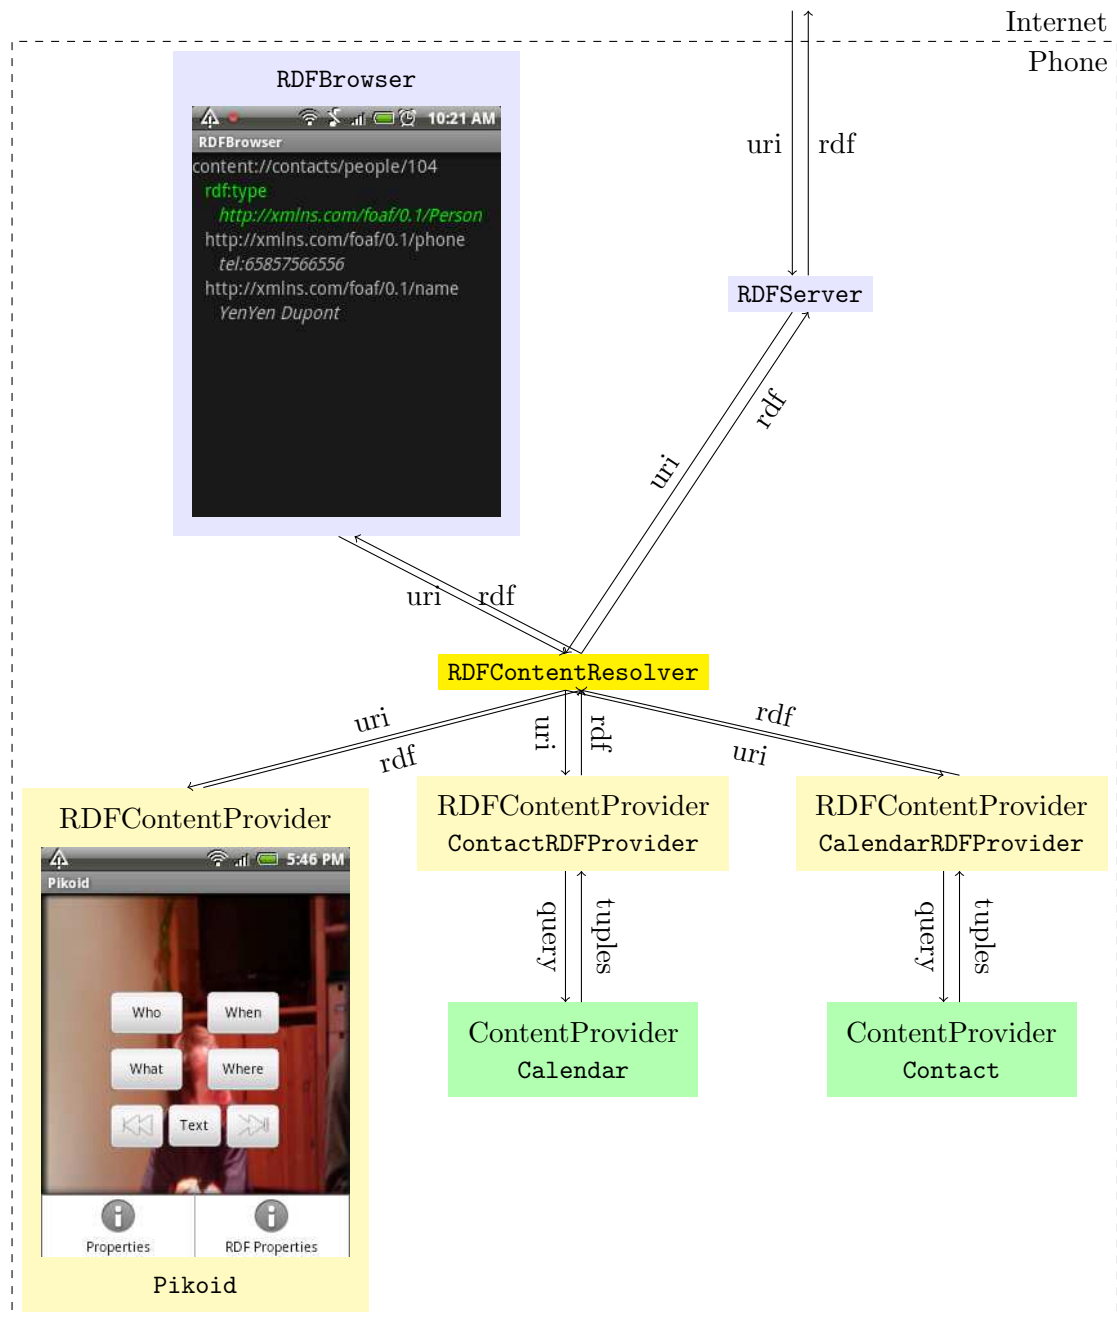 Internet
Phone
RDFBrowser
10:21 AM
RDFBrowser
content://contacts/people/104
rdf:type
http://xmlns.com/foaf/0.1/Person
http://xmlns.com/foaf/0.1/phone
tel:65857566556
http://xmlns.com/foaf/0.1/name
YenYen Dupont
uri
rdf
RDFServer
uri
rdf
uri
rdf
RDFContentResolver
uri
rdf
uri
rdf
rdf
uri
RDFContentProvider
5:46 PM
Pikoid
Who
When
What
Where
Text
Properties
RDF Properties
Pikoid
RDFContentProvider
ContactRDFProvider
query
tuples
ContentProvider
Calendar
RDFContentProvider
CalendarRDFProvider
query
tuples
ContentProvider
Contact